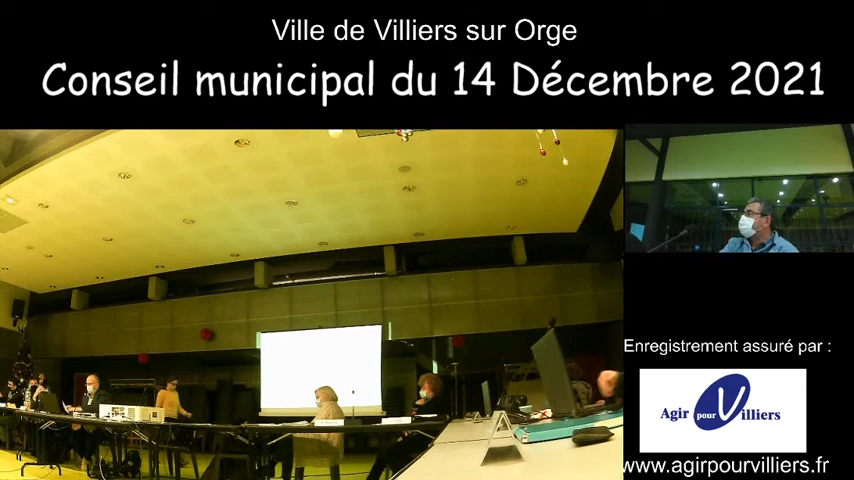 Ville de Villiers sur Orge
Conseil municipal du 14 Décembre 2021
Enregistrement assuré par :
Agir pour Villiers
www.agirpourvilliers.fr